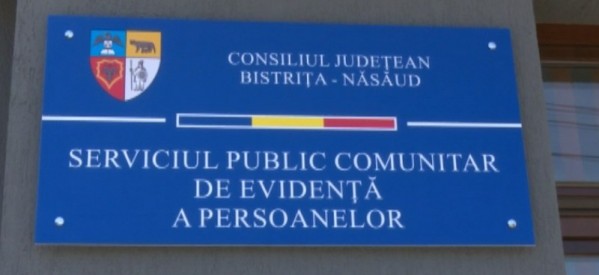 CONSILIUL JUDEȚEAN
BISTRIȚA - NĂSĂUD
SERVICIUL PUBLIC COMUNITAR
DE EVIDENȚĂ
A PERSOANELOR